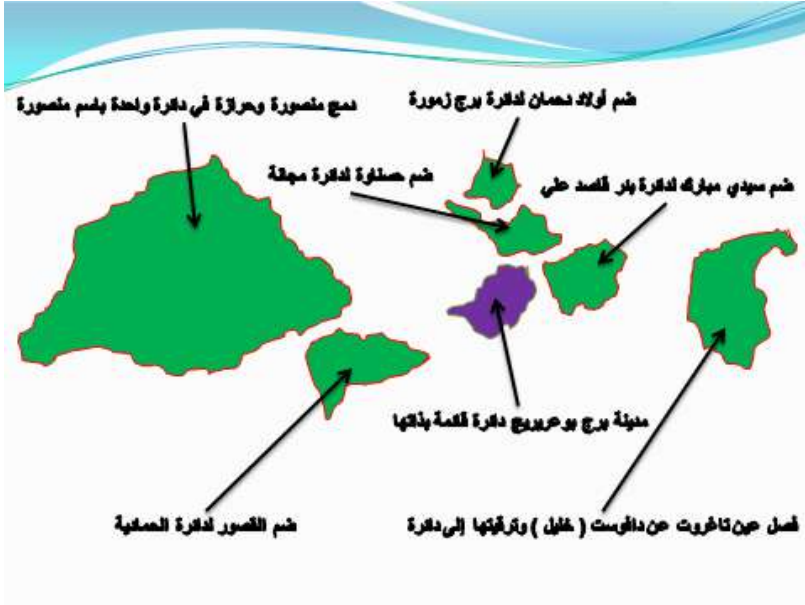 دمج منصورة وحرازة في دائرة واحدة باسم منصورة
ضم أولاد دحمان لدائرة برج زمورة
ضم حسناوة لدائرة مجانة
ضم سيدي مبارك لدائرة بئر قاصد علي
مدينة برج بوعريريج دائرة قائمة بذاتها
ضم القصور لدائرة الحمادية
فصل عين تاغروت عن دافوست ( خليل ) وترقيتها إلى دائرة